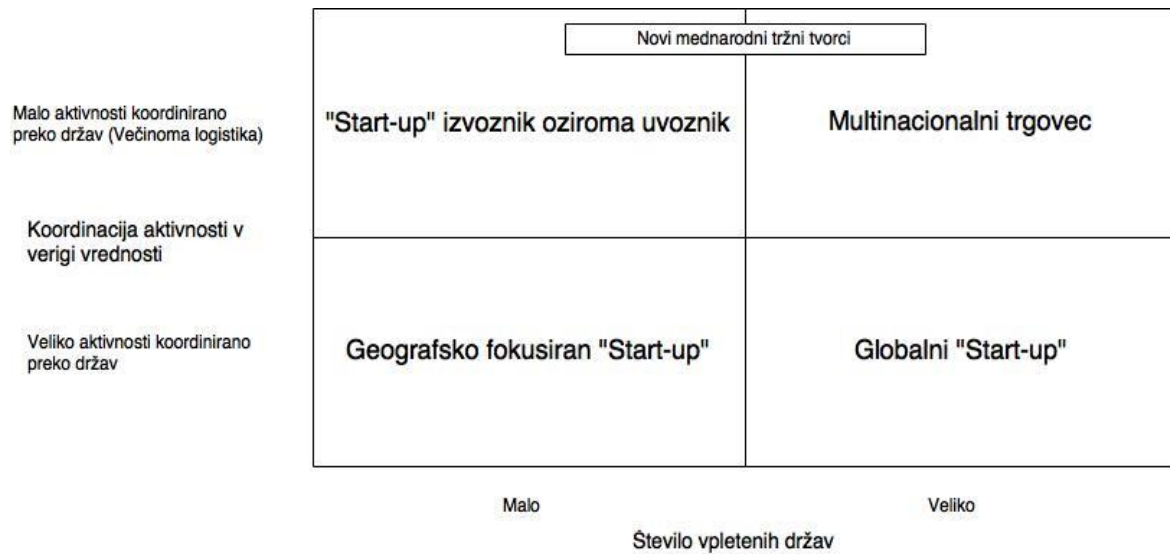 Novi mednarodni tržni tvorci
Malo aktivnosti koordinirano
preko držav (Večinoma logistika)
"Start-up" izvoznik oziroma uvoznik
Multinacionalni trgovec
Koordinacija aktivnosti v
verigi vrednosti
Veliko aktivnosti koordinirano
preko držav
Geografsko fokusiran "Start-up"
Globalni "Start-up"
Malo
Veliko
Število vpletenih držav